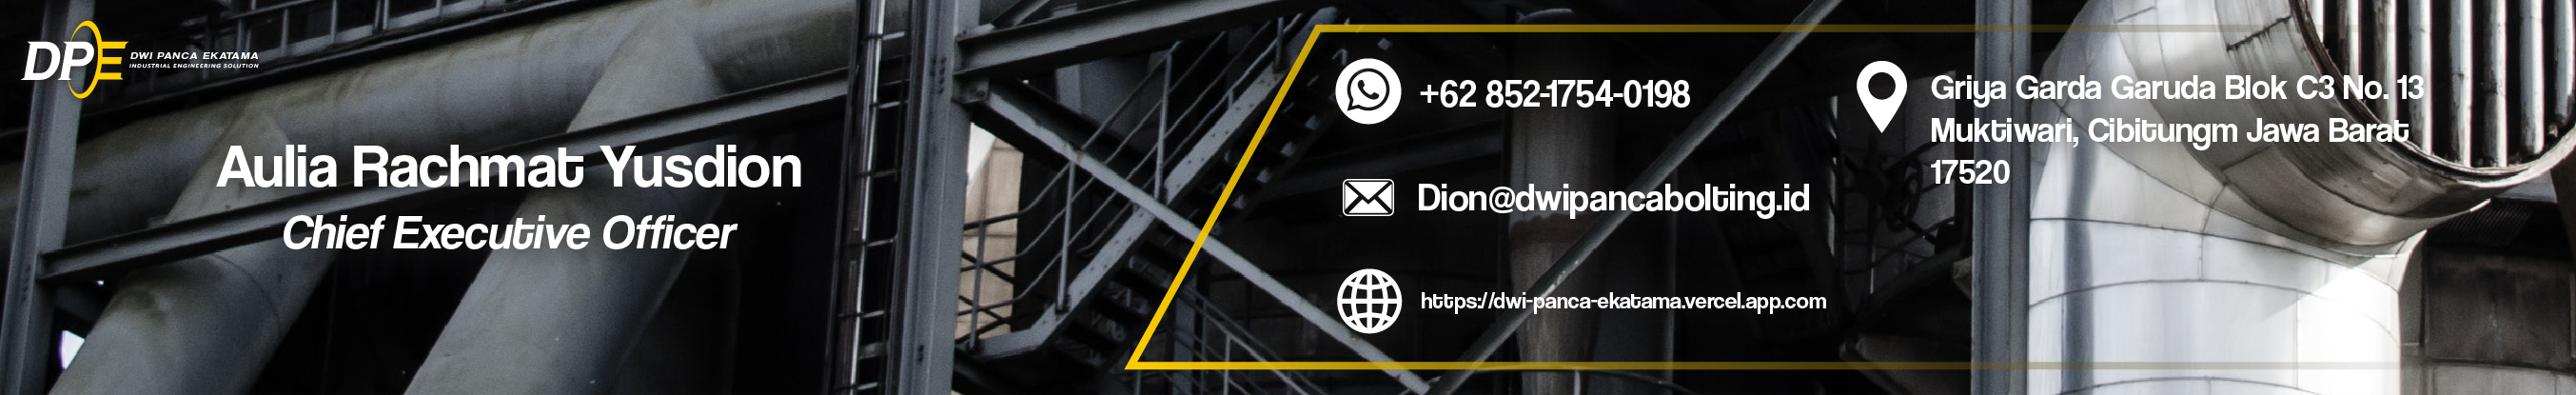 DPE
DWI PANCA EKATAMA
INDUSTRIAL ENGINEERING SOLUTION
Aulia Rachmat Yusdion
Chief Executive Officer
+62 852-1754-0198
Dion@dwipancabolting.id
https://dwi-panca-ekatama.vercel.app.com
Griya Garda Garuda Blok C3 No. 13
Muktiwari, Cibitungm Jawa Barat
17520